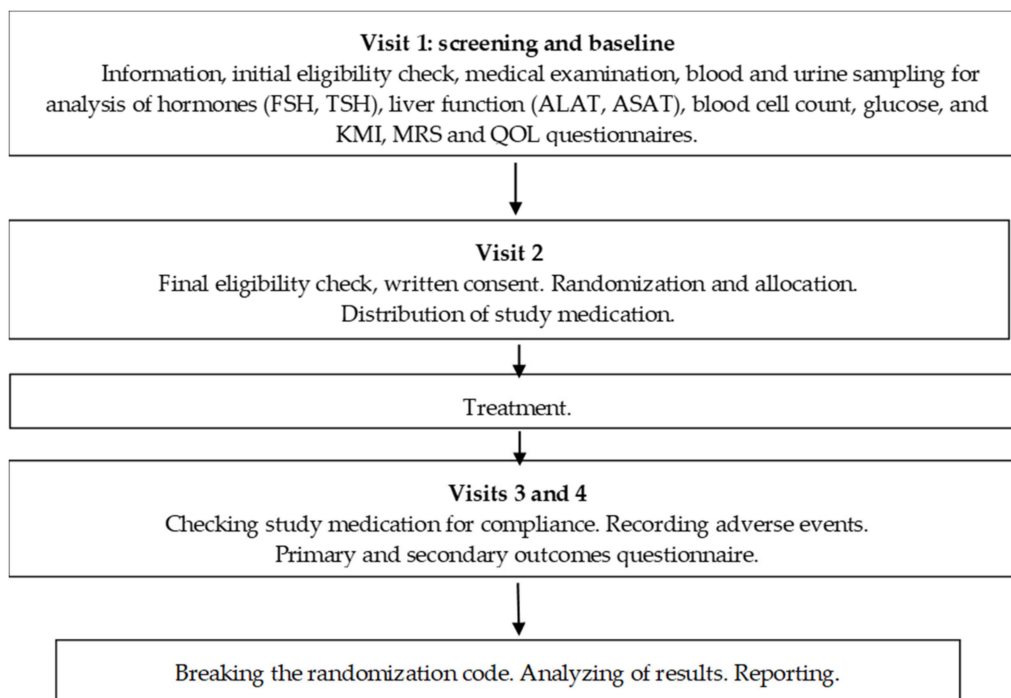 Visit 1: screening and baseline
Information, initial eligibility check, medical examination, blood and urine sampling for
analysis of hormones (FSH, TSH), liver function (ALAT, ASAT), blood cell count, glucose, and
KMI, MRS and QOL questionnaires.
Visit 2
Final eligibility check, written consent. Randomization and allocation.
Distribution of study medication.
Treatment.
Visits 3 and 4
Checking study medication for compliance. Recording adverse events.
Primary and secondary outcomes questionnaire.
Breaking the randomization code. Analyzing of results. Reporting.